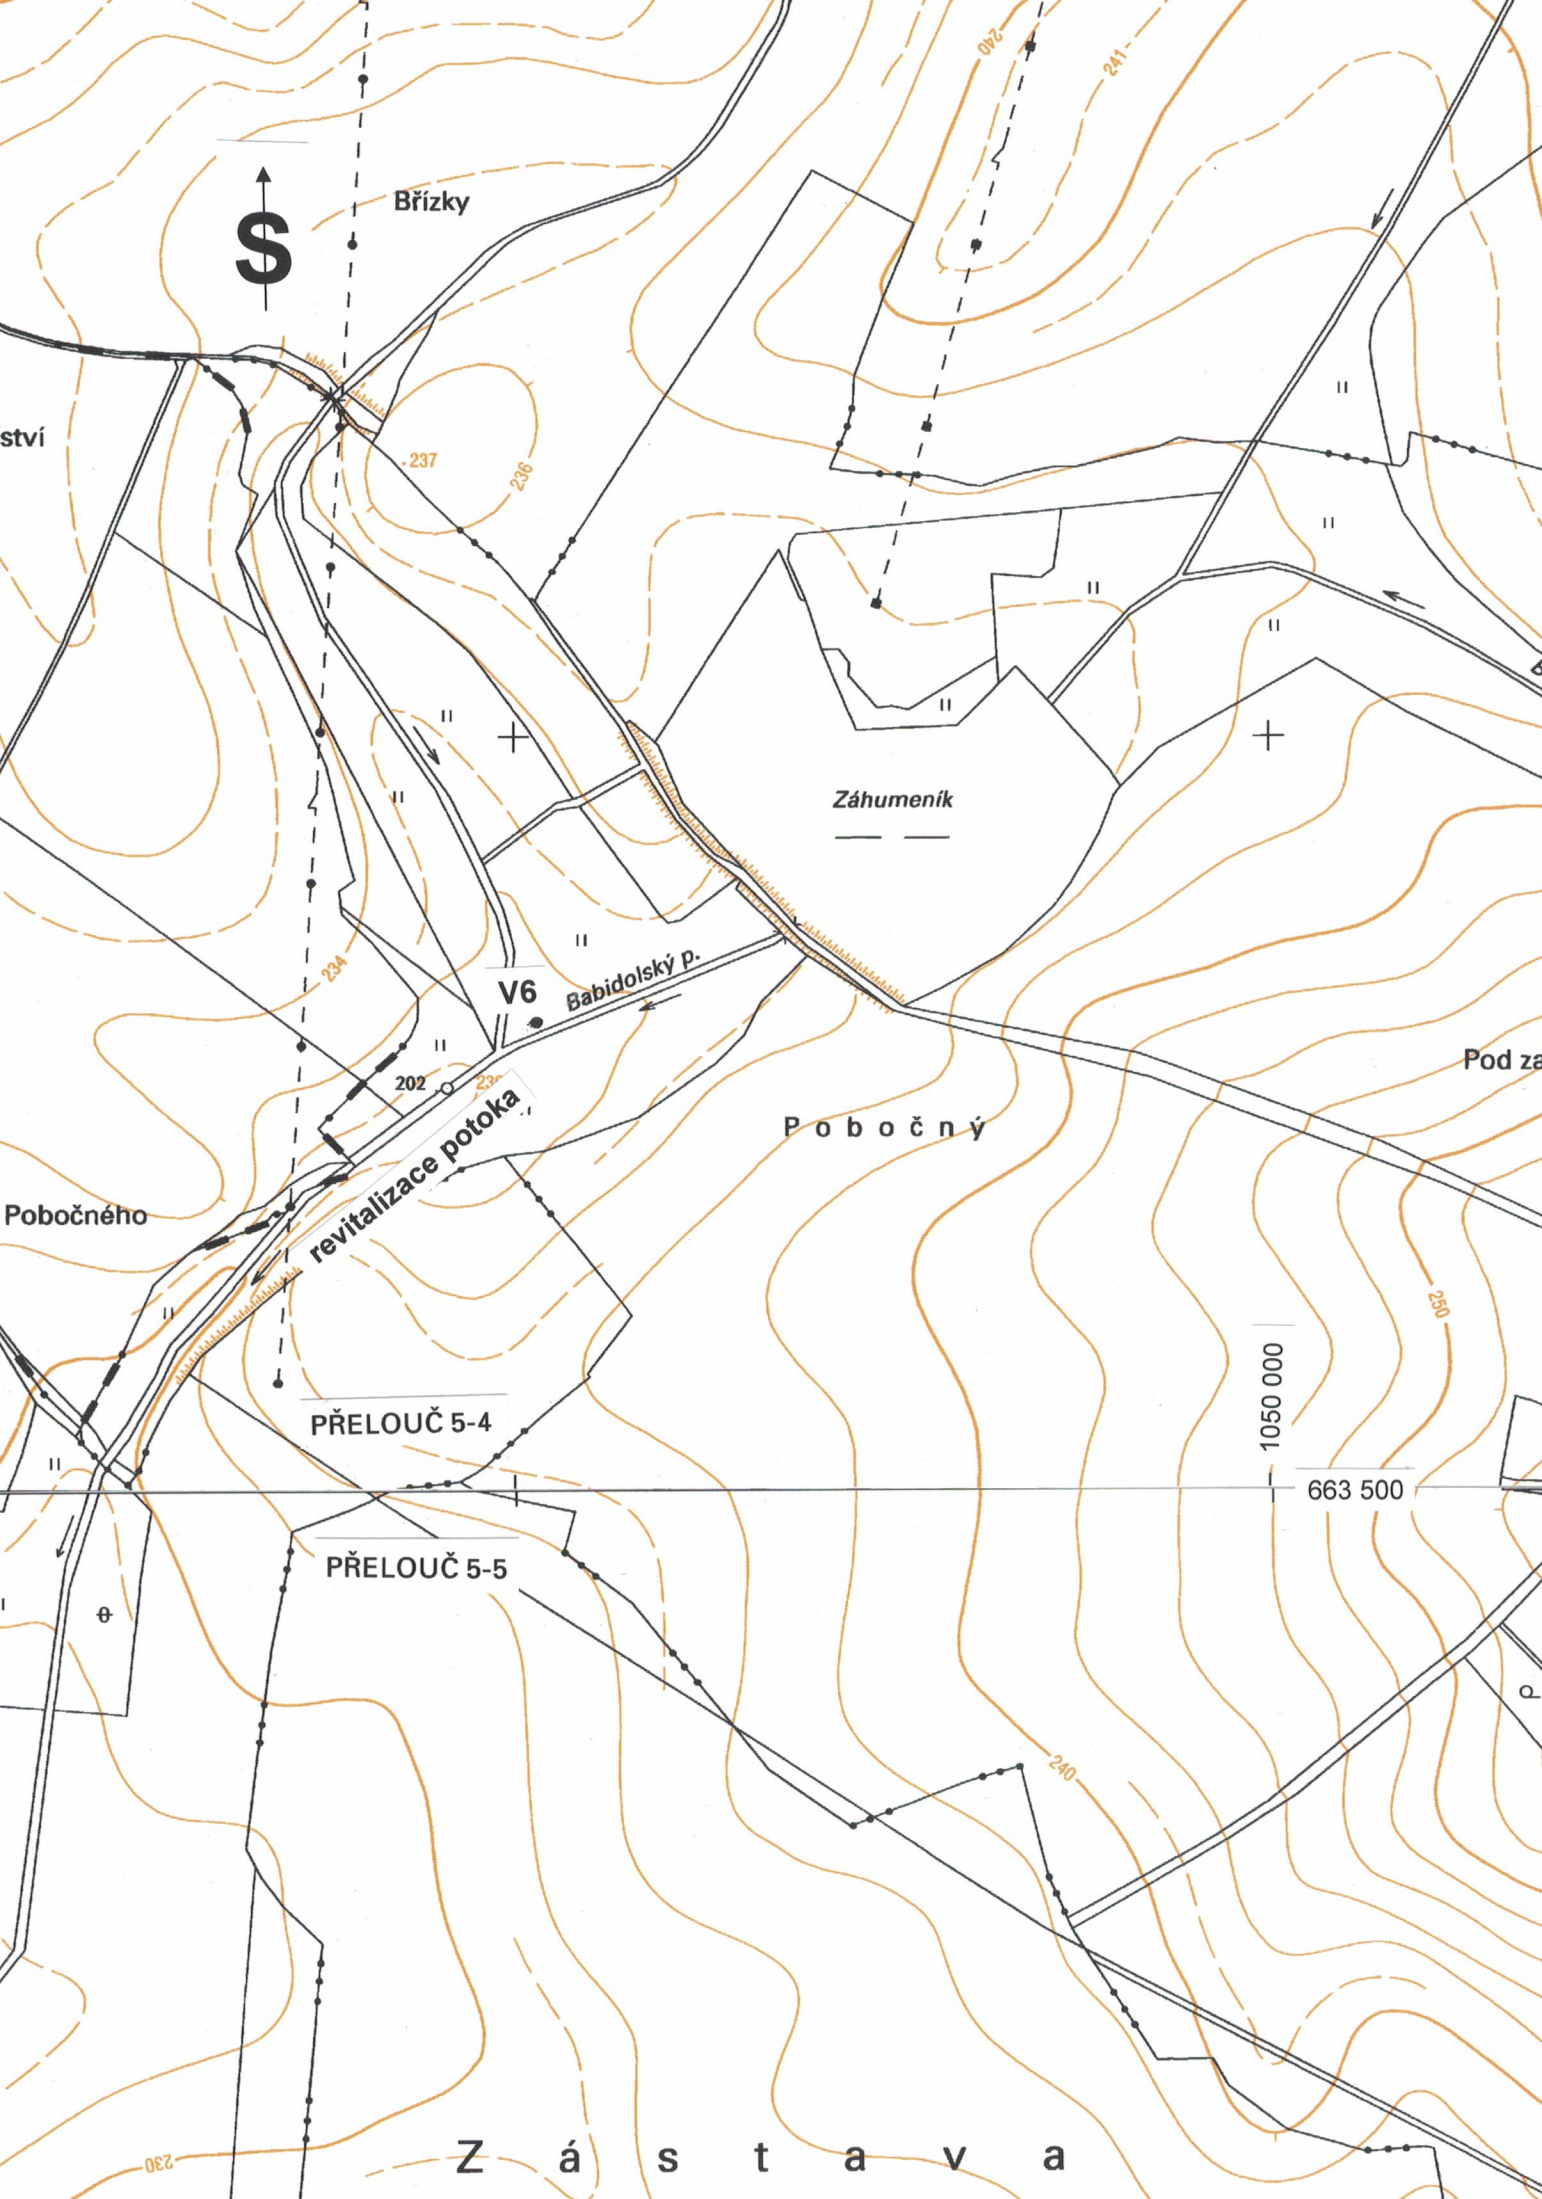 240
241
S
Břízky
ství
237
236
Záhumeník
234
V6
Babidolský p.
202
revitalizace potoka
Pod za
Pobočný
Pobočného
250
1050 000
PŘELOUČ 5-4
663 500
PŘELOUČ 5-5
240
230
Zástava